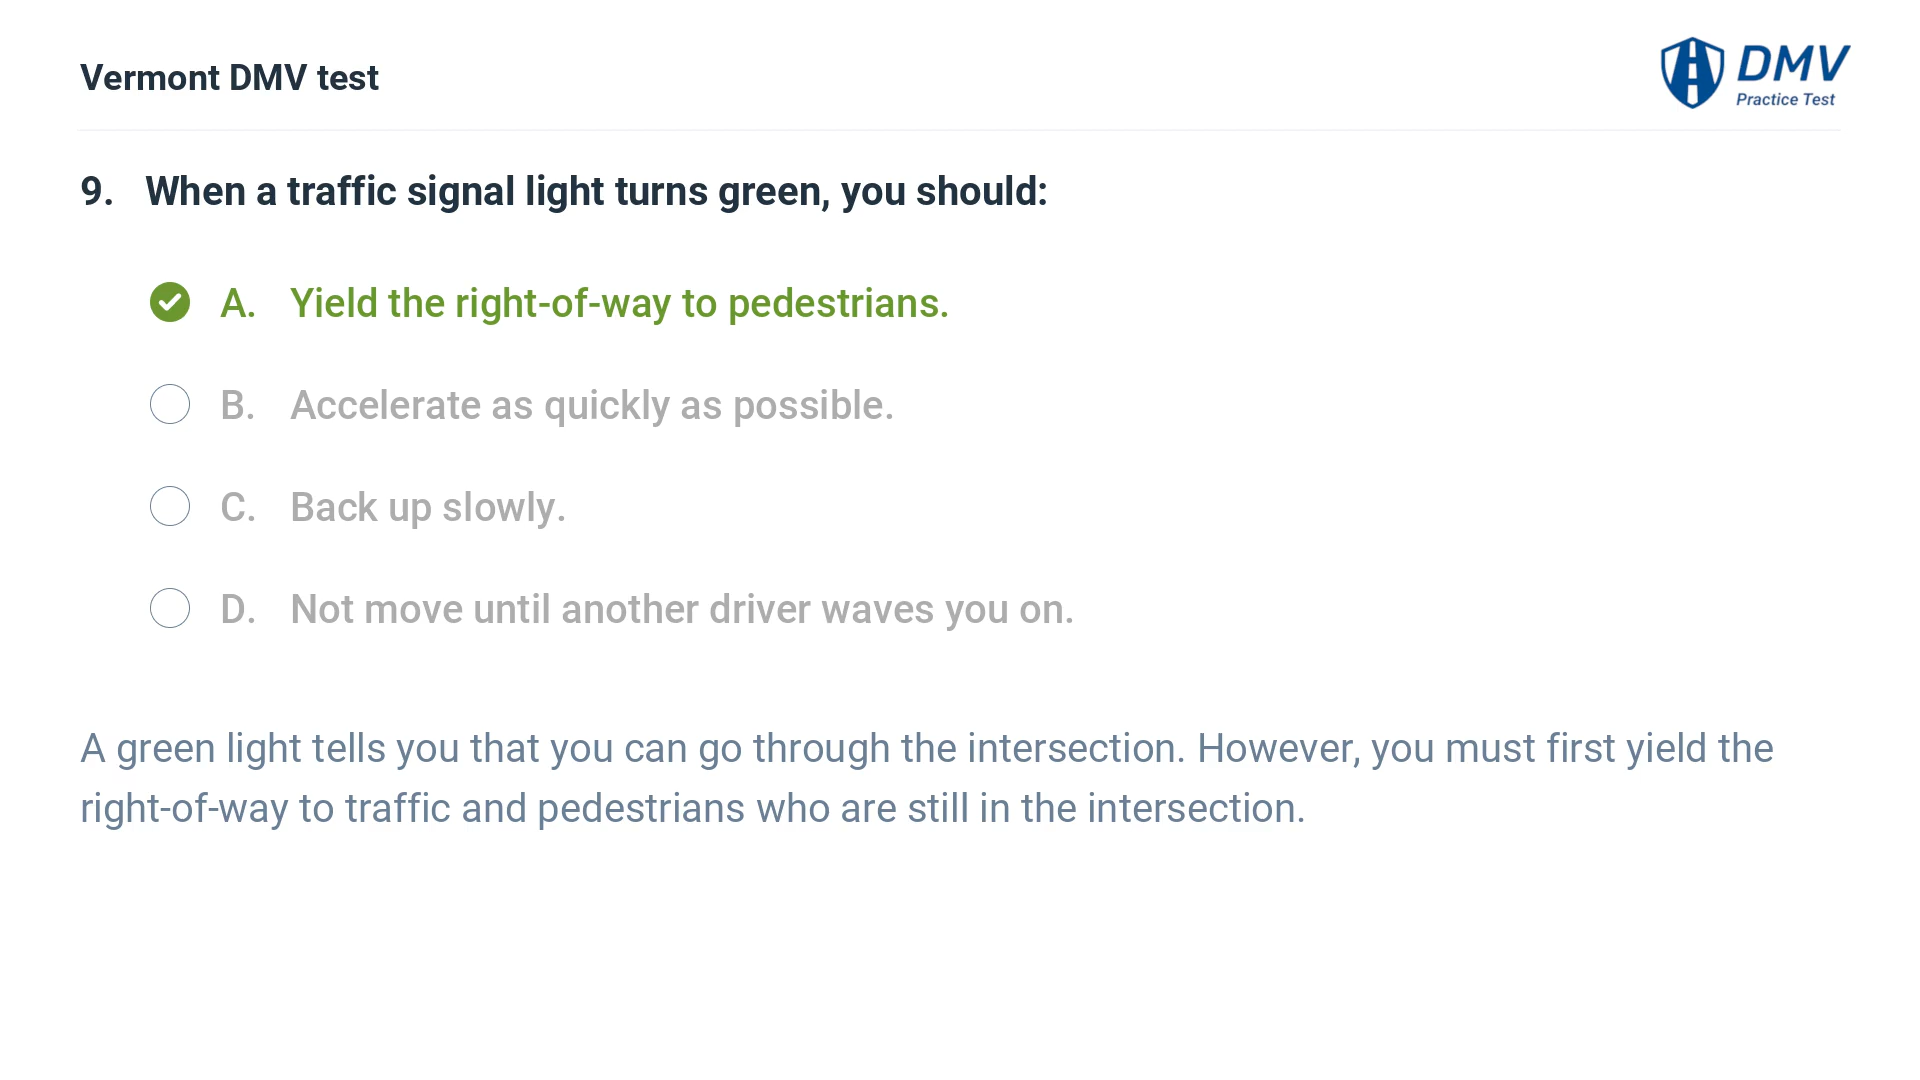 Vermont DMV test
DMV
Practice Test
9. When a traffic signal light turns green, you should:
A. Yield the right-of-way to pedestrians.
B. Accelerate as quickly as possible.
C. Back up slowly.
D. Not move until another driver waves you on.
A green light tells you that you can go through the intersection. However, you must first yield the
right-of-way to traffic and pedestrians who are still in the intersection.